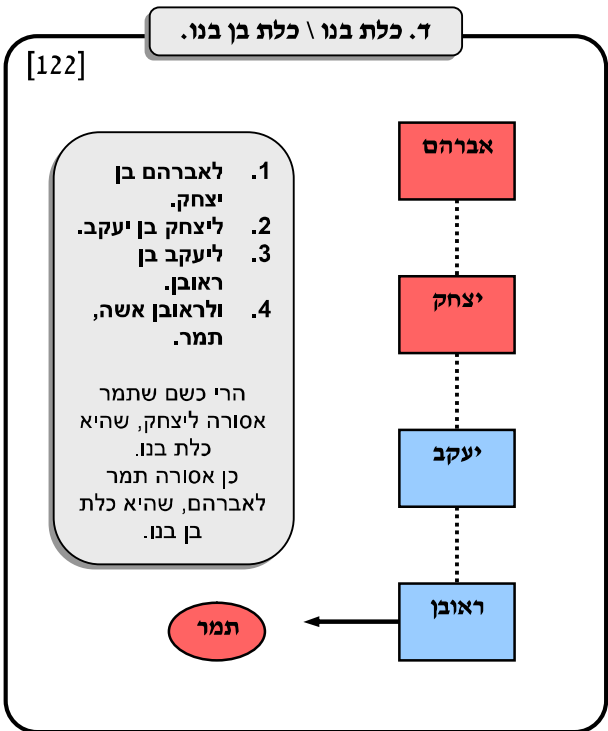 ד. כלת בנו \ כלת בן בנו.
[122]
אברהם
1. לאברהם בן
יצחק.
2. ליצחק בן יעקב.
3. ליעקב בן
ראובן.
4. ולראובן אשה,
תמר.
הרי כשם שתמר
אסורה ליצחק, שהיא
כלת בנו.
כן אסורה תמר
לאברהם, שהיא כלת
בן בנו.
יצחק
יעקב
ראובן
תמר